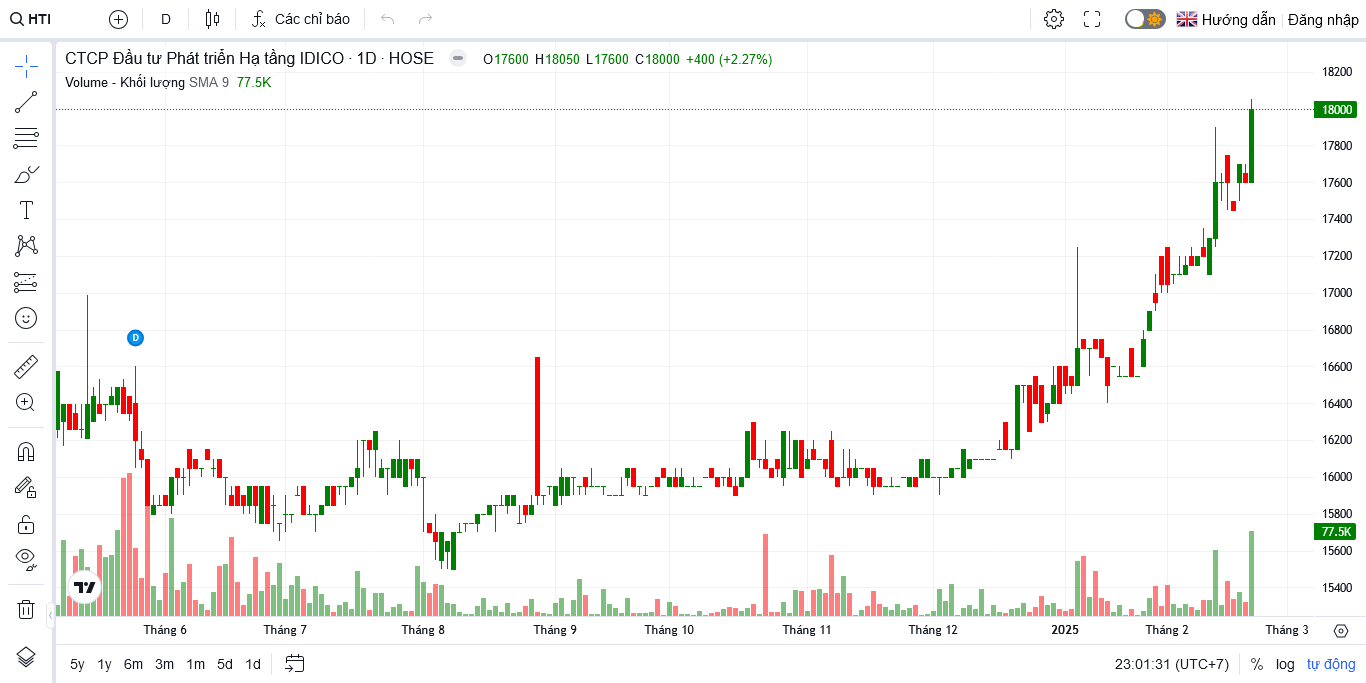 HTI D Các chỉ báo Hướng dẫn Đăng nhập
CTCP Đầu tư Phát triển Hạ tầng IDICO · 1D · HOSE O17600 H18050 L17600 C18000 +400 (+2.27%)
Volume - Khối lượng SMA 9 77.5K
18200
18000
17800
17600
17400
17200
17000
D
16800
16600
16400
16200
16000
15800
77.5K
15600
15400
Tháng 6 Tháng 7 Tháng 8 Tháng 9 Tháng 10 Tháng 11 Tháng 12 2025 Tháng 2 Tháng 3
5y 1y 6m 3m 1m 5d 1d 23:01:31 (UTC+7) % log tự động